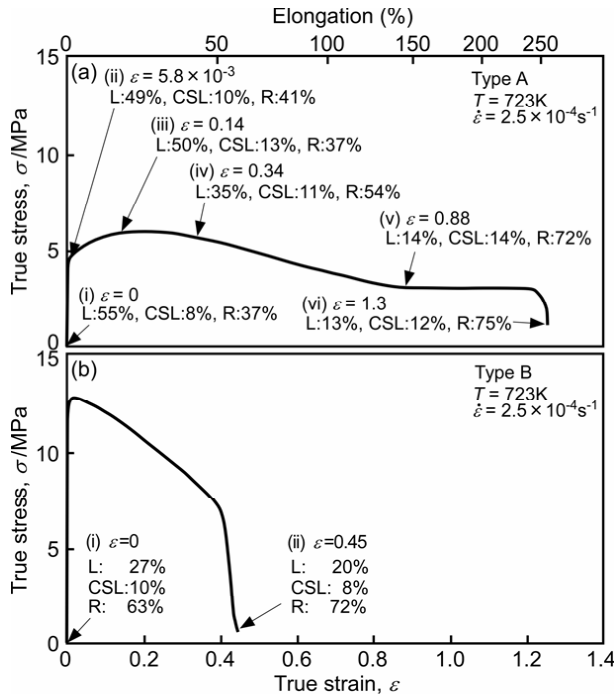 Elongation (%)
0 50 100 150 200 250
(a)
Type A
T = 723K
ε̇ = 2.5×10⁻⁴s⁻¹
(ii) ε = 5.8×10⁻³
L:49%, CSL:10%, R:41%
(iii) ε = 0.14
L:50%, CSL:13%, R:37%
(iv) ε = 0.34
L:35%, CSL:11%, R:54%
(v) ε = 0.88
L:14%, CSL:14%, R:72%
(i) ε = 0
L:55%, CSL:8%, R:37%
(vi) ε = 1.3
L:13%, CSL:12%, R:75%
True stress, σ/MPa
15
10
5
0
(b)
Type B
T = 723K
ε̇ = 2.5×10⁻⁴s⁻¹
(i) ε=0
L: 27%
CSL:10%
R: 63%
(ii) ε=0.45
L: 20%
CSL: 8%
R: 72%
True stress, σ/MPa
15
10
5
0
0 0.2 0.4 0.6 0.8 1.0 1.2 1.4
True strain, ε